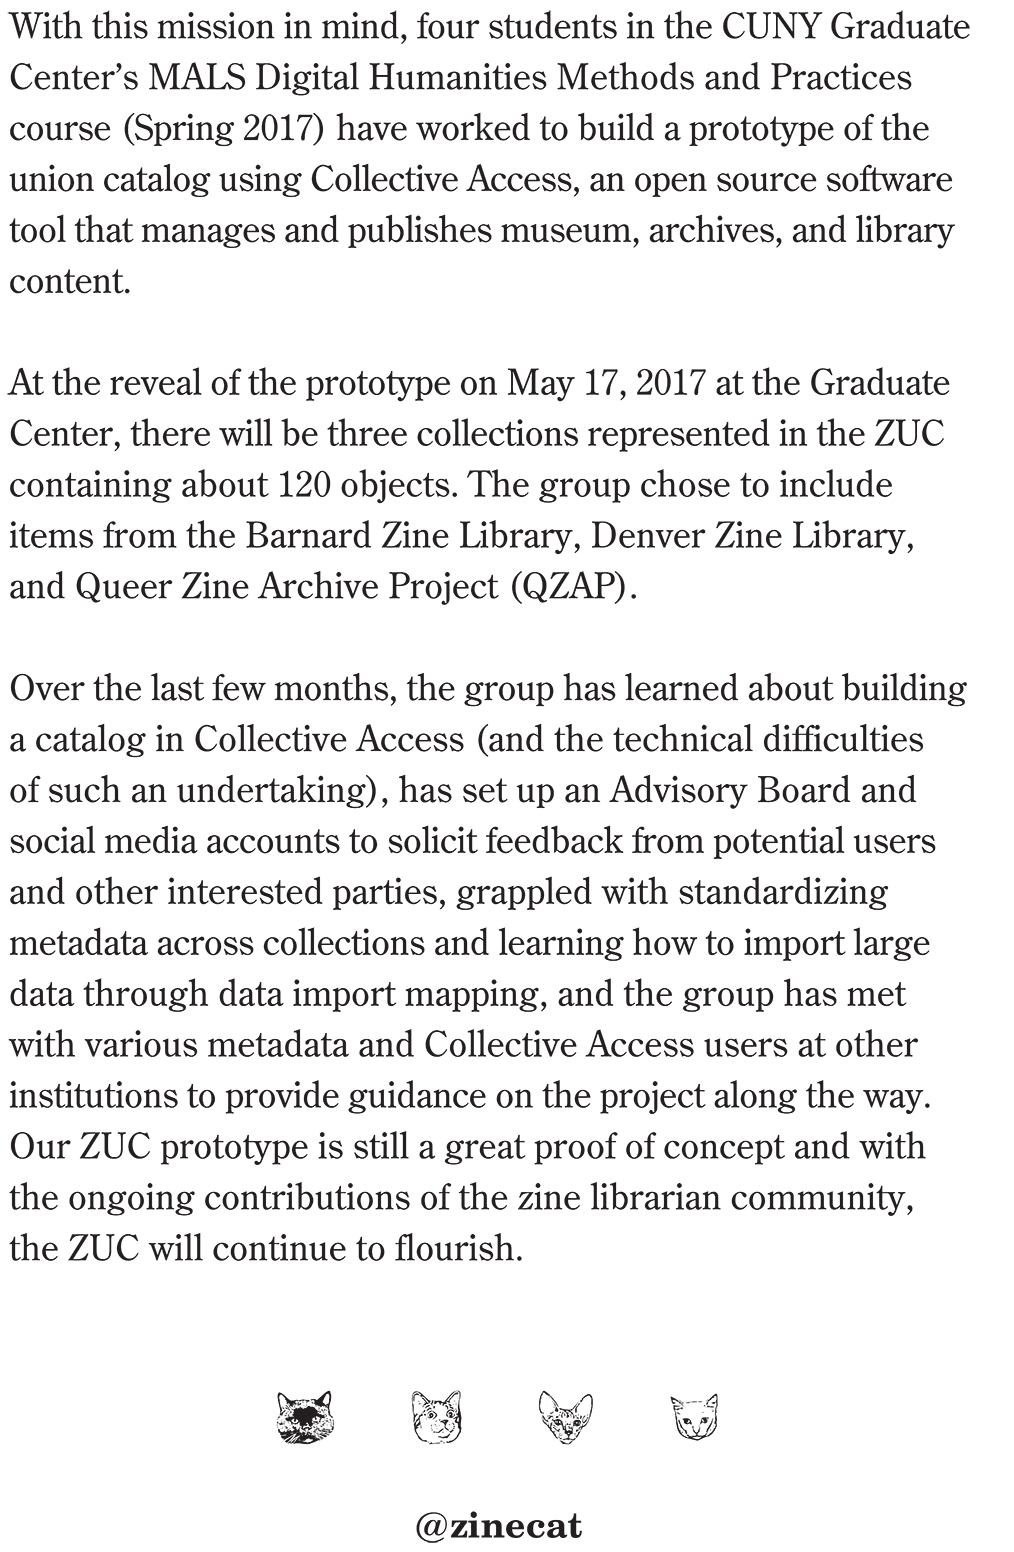 With this mission in mind, four students in the CUNY Graduate
Center’s MALS Digital Humanities Methods and Practices
course (Spring 2017) have worked to build a prototype of the
union catalog using Collective Access, an open source software
tool that manages and publishes museum, archives, and library
content.
At the reveal of the prototype on May 17, 2017 at the Graduate
Center, there will be three collections represented in the ZUC
containing about 120 objects. The group chose to include
items from the Barnard Zine Library, Denver Zine Library,
and Queer Zine Archive Project (QZAP).
Over the last few months, the group has learned about building
a catalog in Collective Access (and the technical difficulties
of such an undertaking), has set up an Advisory Board and
social media accounts to solicit feedback from potential users
and other interested parties, grappled with standardizing
metadata across collections and learning how to import large
data through data import mapping, and the group has met
with various metadata and Collective Access users at other
institutions to provide guidance on the project along the way.
Our ZUC prototype is still a great proof of concept and with
the ongoing contributions of the zine librarian community,
the ZUC will continue to flourish.
@zinecat